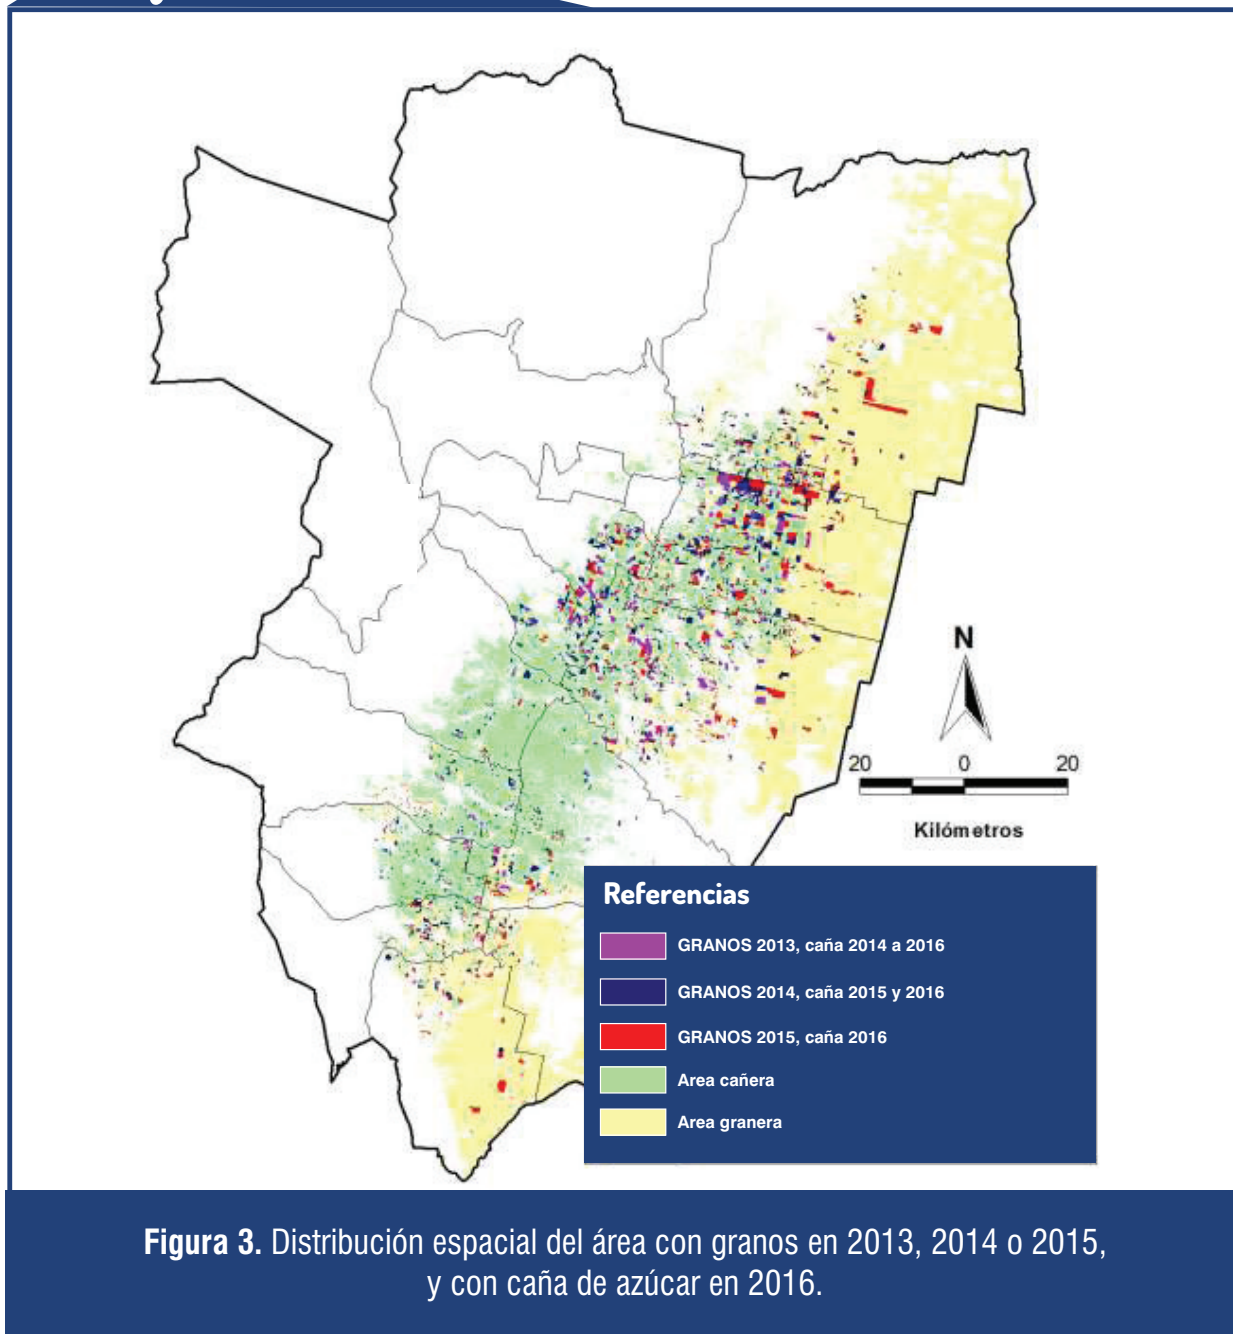 N
20 0 20
Kilómetros
Referencias
GRANOS 2013, caña 2014 a 2016
GRANOS 2014, caña 2015 y 2016
GRANOS 2015, caña 2016
Area cañera
Area granera
Figura 3. Distribución espacial del área con granos en 2013, 2014 o 2015,
y con caña de azúcar en 2016.